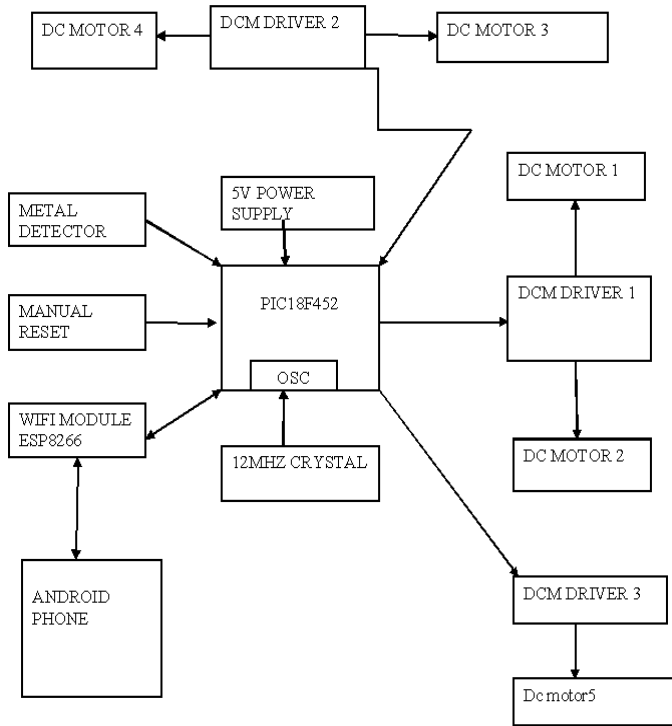 DC MOTOR 4
DCM DRIVER 2
DC MOTOR 3
DC MOTOR 1
5V POWER
SUPPLY
METAL
DETECTOR
PIC18F452
DCM DRIVER 1
MANUAL
RESET
OSC
WIFI MODULE
ESP8266
12MHZ CRYSTAL
DC MOTOR 2
ANDROID
PHONE
DCM DRIVER 3
Dc motor5